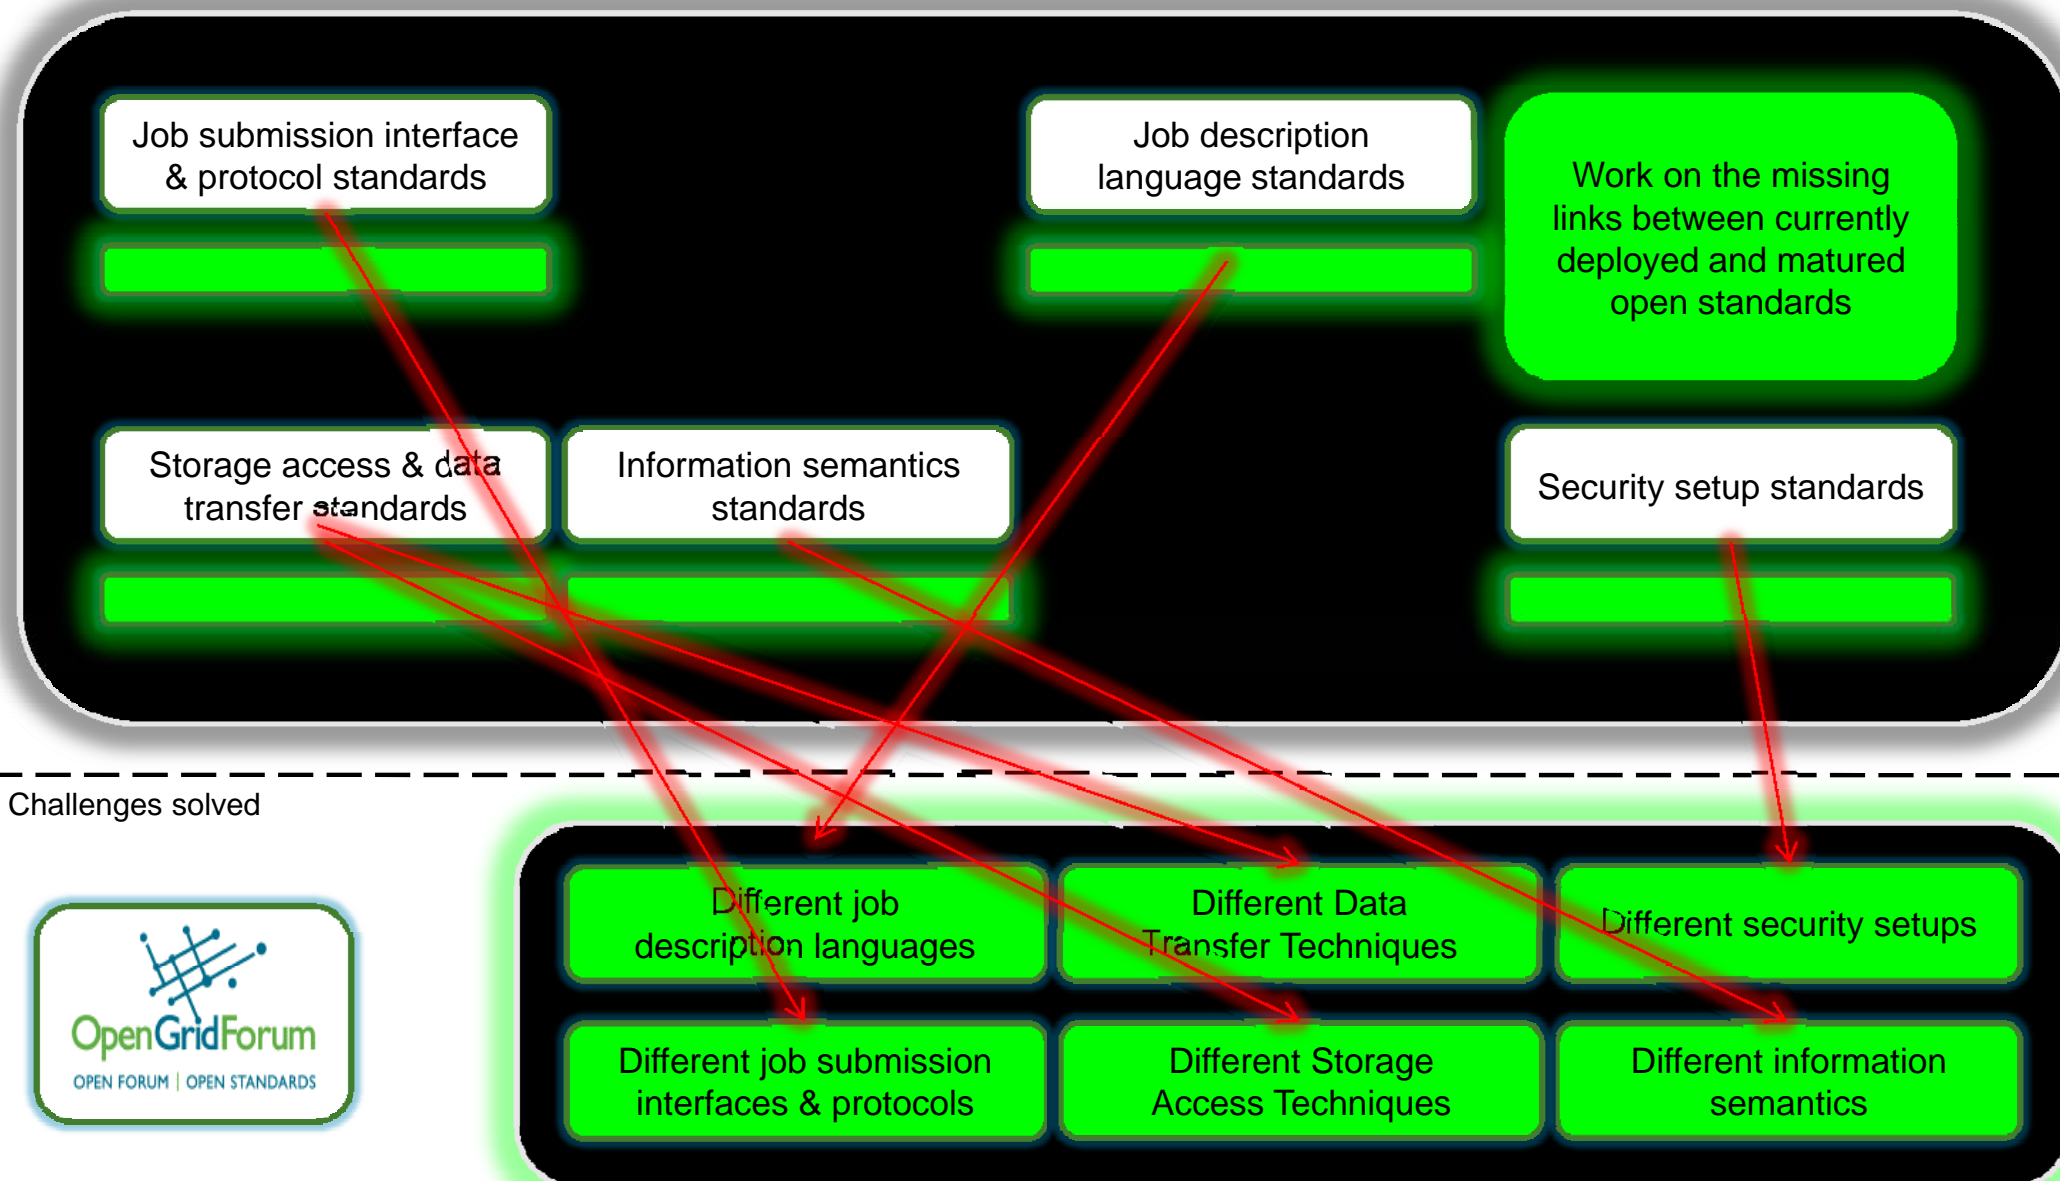 Job submission interface
& protocol standards
Job description
language standards
Work on the missing
links between currently
deployed and matured
open standards
Storage access & data
transfer standards
Information semantics
standards
Security setup standards
Challenges solved
Different job
description languages
Different Data
Transfer Techniques
Different security setups
OpenGridForum
OPEN FORUM | OPEN STANDARDS
Different job submission
interfaces & protocols
Different Storage
Access Techniques
Different information
semantics